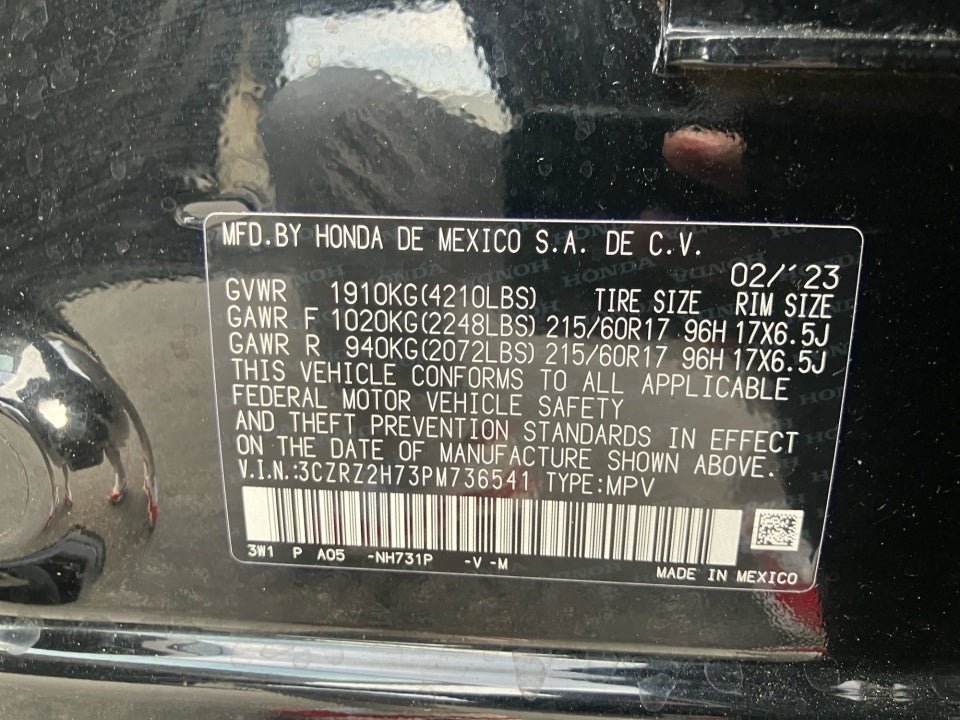 MFD.BY HONDA DE MEXICO S.A. DE C.V.
02/'23
GVWR 1910KG(4210LBS) TIRE SIZE RIM SIZE
GAWR F 1020KG(2248LBS) 215/60R17 96H 17X6.5J
GAWR R 940KG(2072LBS) 215/60R17 96H 17X6.5J
THIS VEHICLE CONFORMS TO ALL APPLICABLE
FEDERAL MOTOR VEHICLE SAFETY
AND THEFT PREVENTION STANDARDS IN EFFECT
ON THE DATE OF MANUFACTURE SHOWN ABOVE.
V.I.N.:3CZRZ2H73PM736541 TYPE:MPV
3W1 P A05 -NH731P -V -M
MADE IN MEXICO